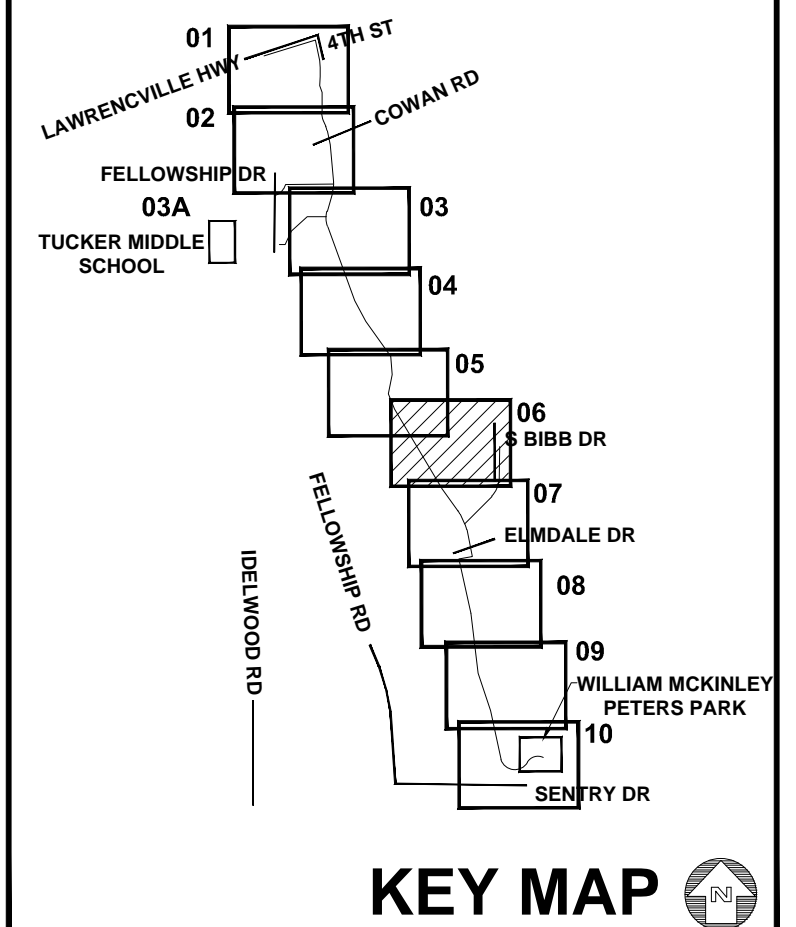 01
4TH ST
LAWRENCVILLE HWY
02
COWAN RD
FELLOWSHIP DR
03A
03
TUCKER MIDDLE
SCHOOL
04
05
06
S BIBB DR
07
FELLOWSHIP RD
ELMDALE DR
IDELWOOD RD
08
09
WILLIAM MCKINLEY
PETERS PARK
10
SENTRY DR
KEY MAP
N